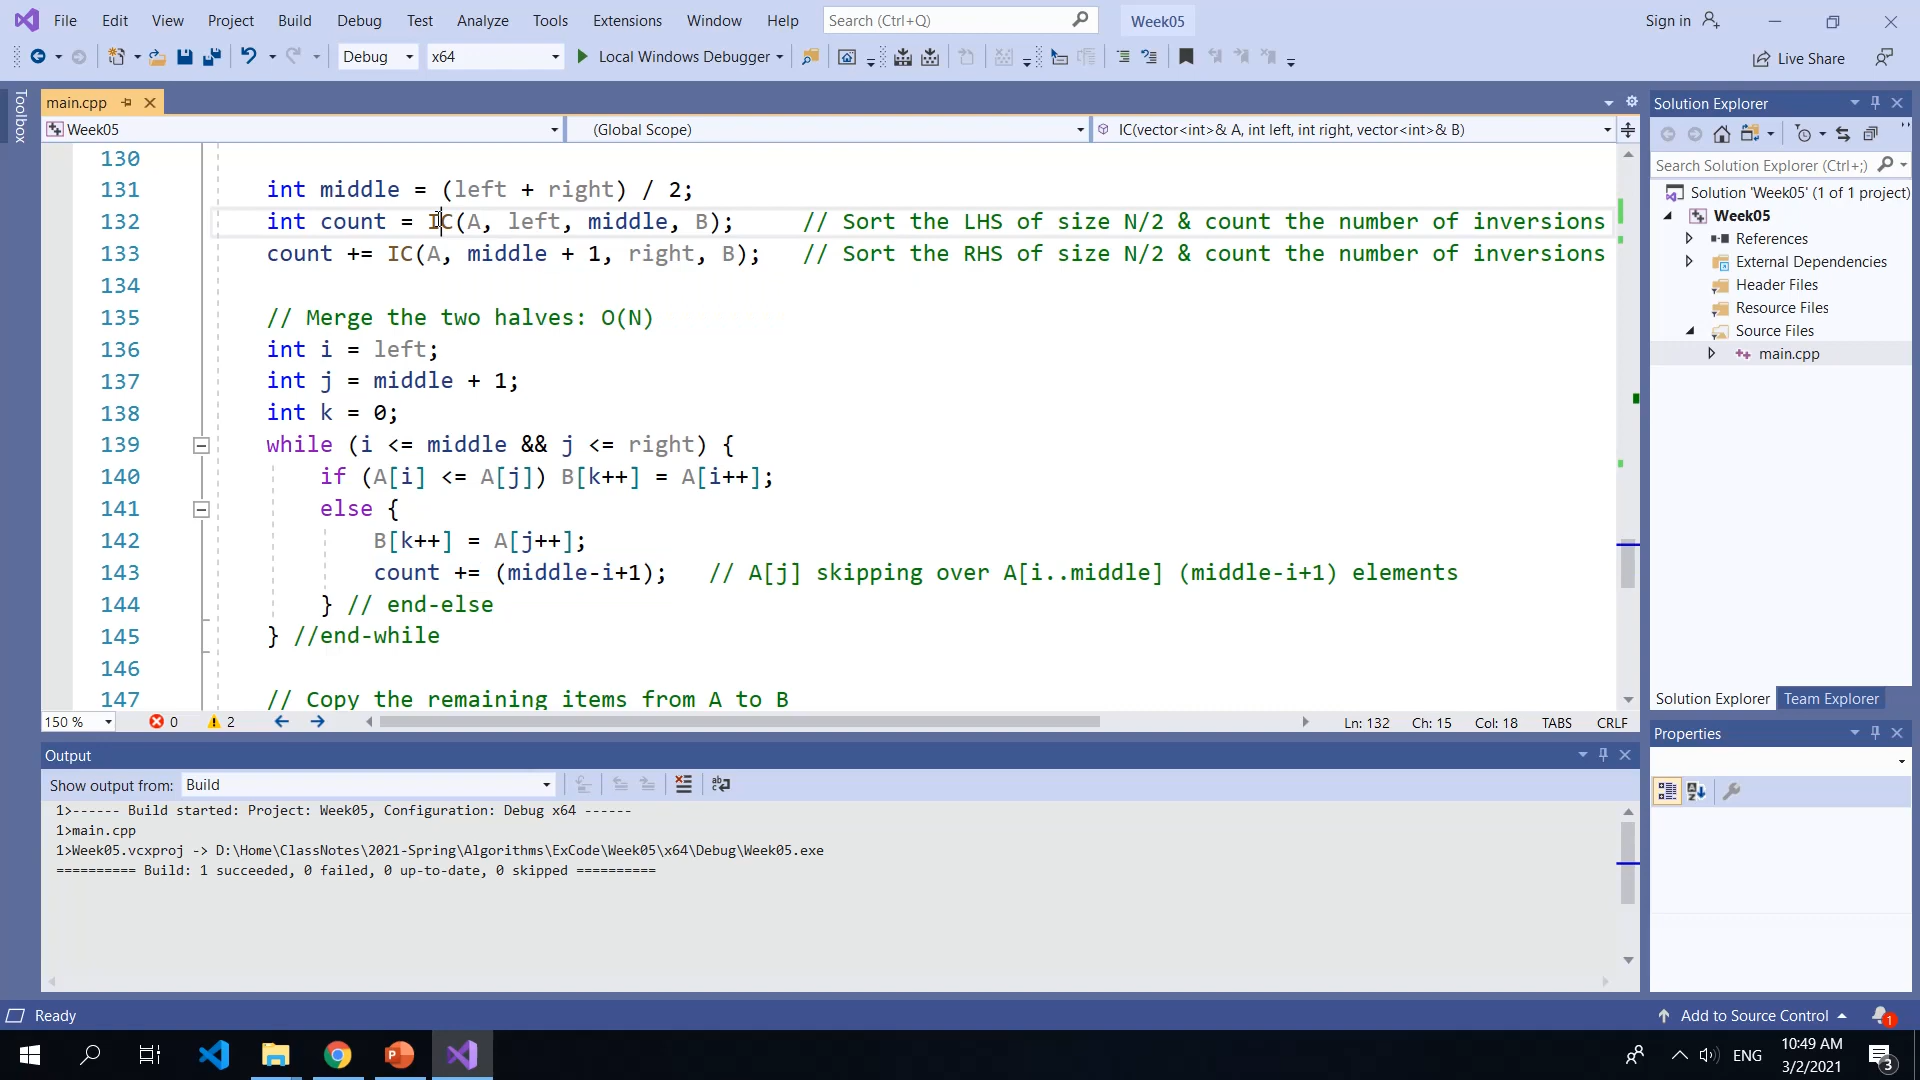 File Edit View Project Build Debug Test Analyze Tools Extensions Window Help Search (Ctrl+Q) Week05 Sign in
Debug x64 Local Windows Debugger Live Share
Toolbox
main.cpp
Week05 (Global Scope) IC(vector<int>& A, int left, int right, vector<int>& B)
130
131 int middle = (left + right) / 2;
132 int count = IC(A, left, middle, B); // Sort the LHS of size N/2 & count the number of inversions
133 count += IC(A, middle + 1, right, B); // Sort the RHS of size N/2 & count the number of inversions
134
135 // Merge the two halves: O(N)
136 int i = left;
137 int j = middle + 1;
138 int k = 0;
139 while (i <= middle && j <= right) {
140 if (A[i] <= A[j]) B[k++] = A[i++];
141 else {
142 B[k++] = A[j++];
143 count += (middle-i+1); // A[j] skipping over A[i..middle] (middle-i+1) elements
144 } // end-else
145 } //end-while
146
147 // Copy the remaining items from A to B
150 % 0 2 Ln: 132 Ch: 15 Col: 18 TABS CRLF
Output
Show output from: Build
1>------ Build started: Project: Week05, Configuration: Debug x64 ------
1>main.cpp
1>Week05.vcxproj -> D:\Home\ClassNotes\2021-Spring\Algorithms\ExCode\Week05\x64\Debug\Week05.exe
========== Build: 1 succeeded, 0 failed, 0 up-to-date, 0 skipped ==========
Solution Explorer
Search Solution Explorer (Ctrl+;)
Solution 'Week05' (1 of 1 project)
Week05
References
External Dependencies
Header Files
Resource Files
Source Files
main.cpp
Solution Explorer Team Explorer
Properties
Ready Add to Source Control 1
ENG 10:49 AM
3/2/2021
3